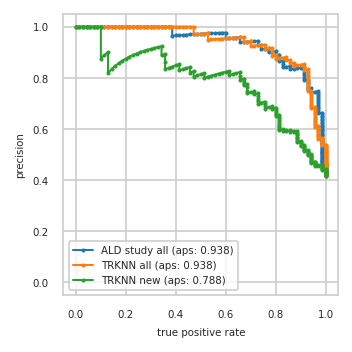 1.0
0.8
0.6
0.4
0.2
0.0
precision
ALD study all (aps: 0.938)
TRKNN all (aps: 0.938)
TRKNN new (aps: 0.788)
0.0 0.2 0.4 0.6 0.8 1.0
true positive rate